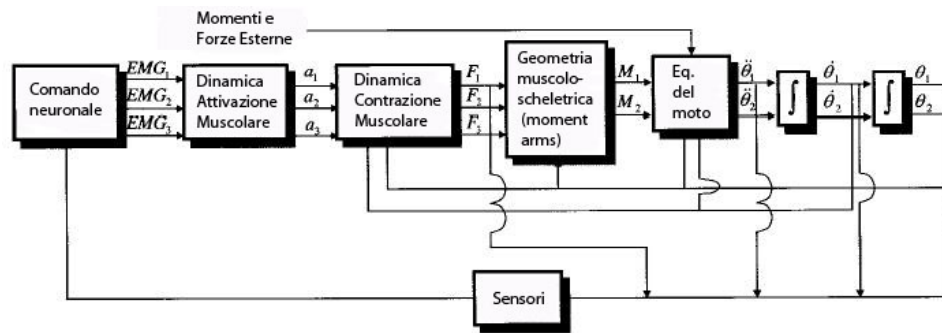 Momenti e
Forze Esterne
Comando
neuronale
EMG₁
EMG₂
EMG₃
Dinamica
Attivazione
Muscolare
a₁
a₂
a₃
Dinamica
Contrazione
Muscolare
F₁
F₂
F₃
Geometria
muscolo-
scheletrica
(moment
arms)
M₁
M₂
Eq.
del
moto
θ̈₁
θ̈₂
∫
θ̇₁
θ̇₂
∫
θ₁
θ₂
Sensori